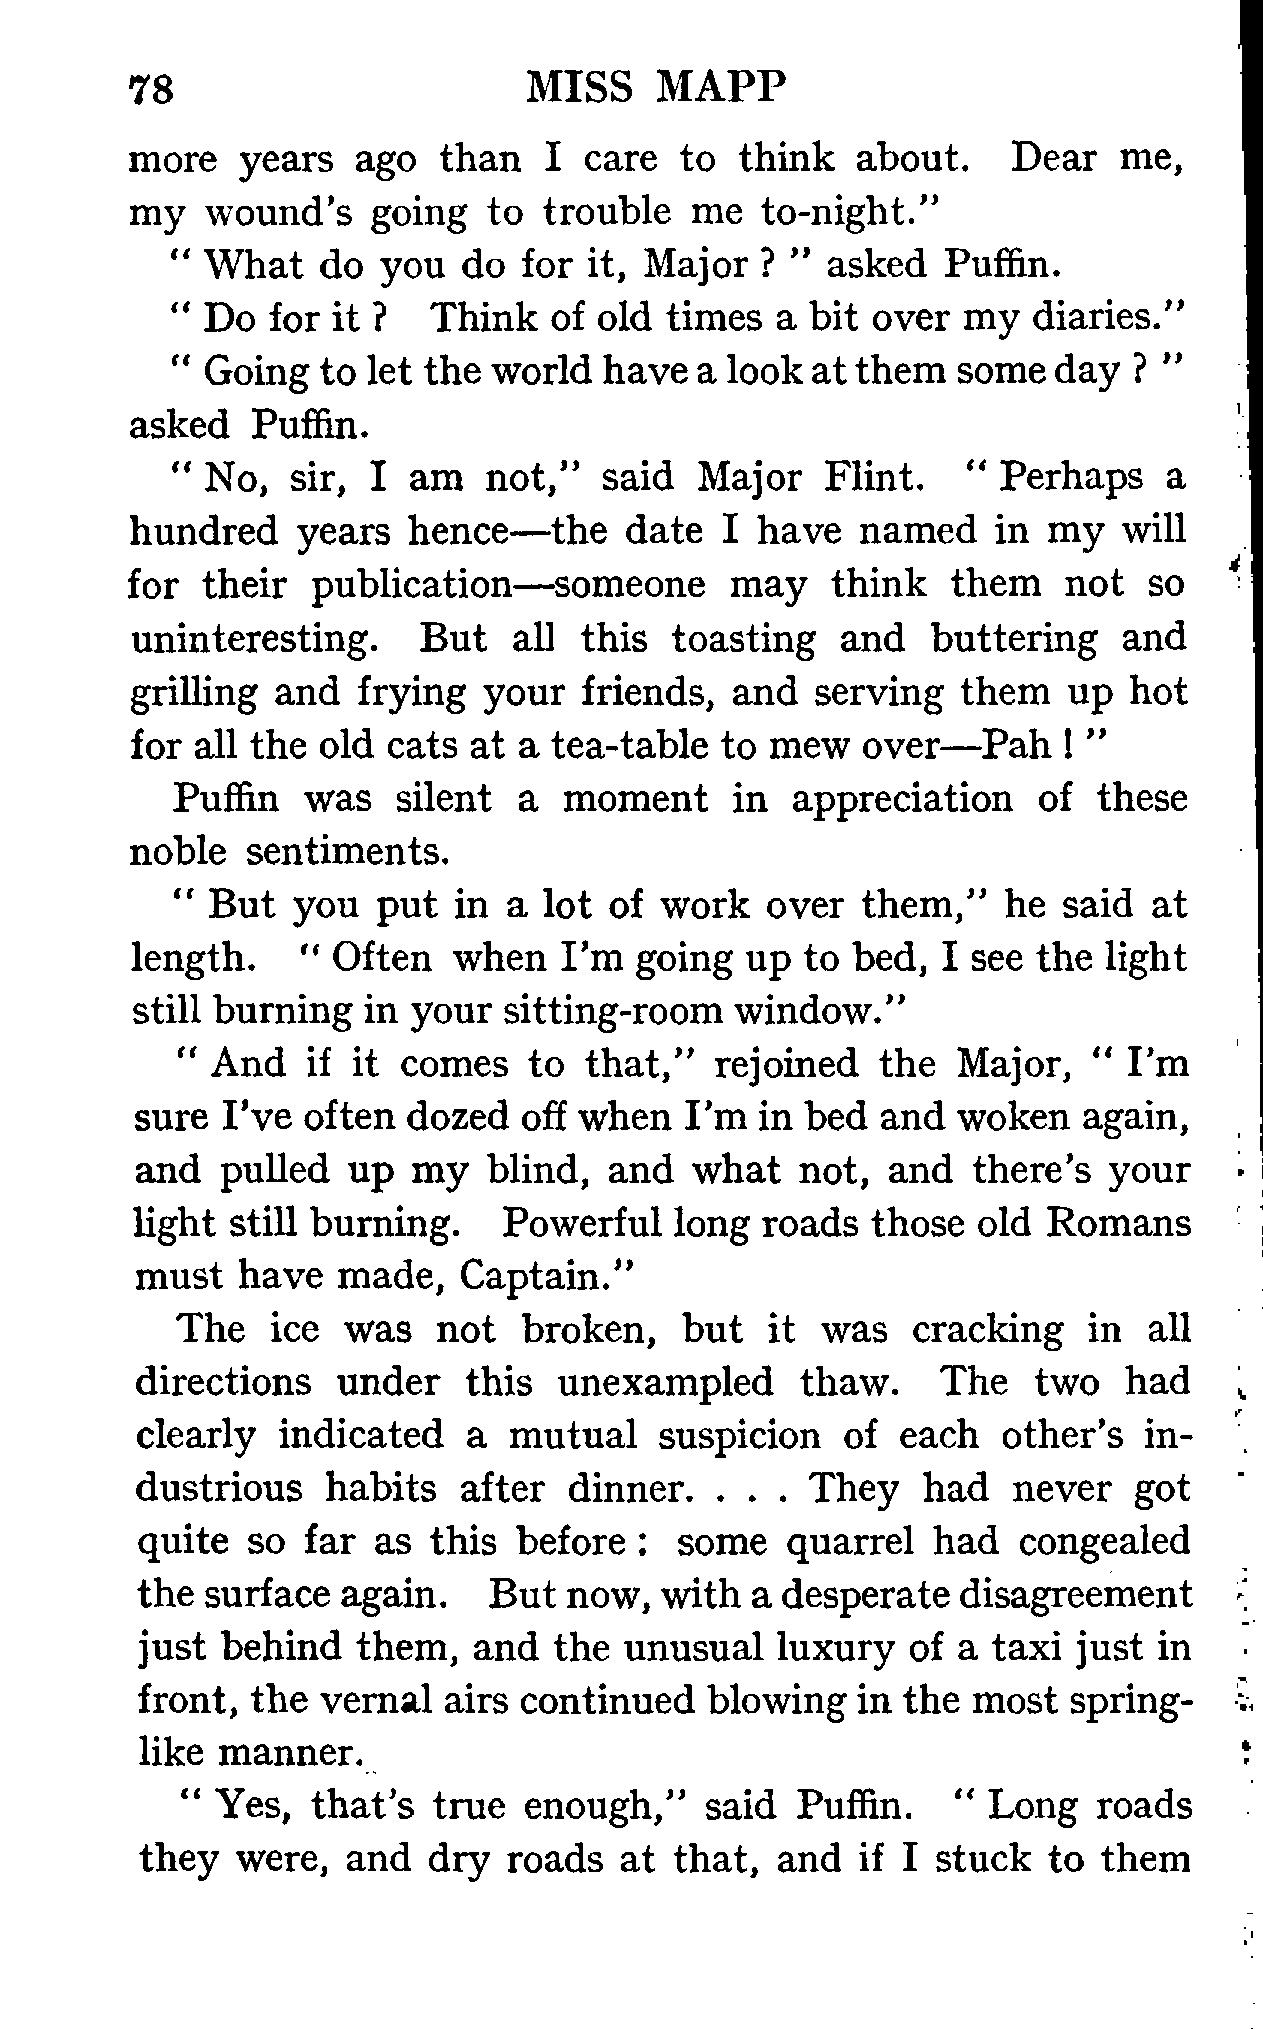 78 MISS MAPP
more years ago than I care to think about. Dear me,
my wound's going to trouble me to-night."
" What do you do for it, Major ? " asked Puffin.
" Do for it ? Think of old times a bit over my diaries."
" Going to let the world have a look at them some day ? "
asked Puffin.
" No, sir, I am not," said Major Flint. " Perhaps a
hundred years hence—the date I have named in my will
for their publication—someone may think them not so
uninteresting. But all this toasting and buttering and
grilling and frying your friends, and serving them up hot
for all the old cats at a tea-table to mew over—Pah ! "
Puffin was silent a moment in appreciation of these
noble sentiments.
" But you put in a lot of work over them," he said at
length. " Often when I'm going up to bed, I see the light
still burning in your sitting-room window."
" And if it comes to that," rejoined the Major, " I'm
sure I've often dozed off when I'm in bed and woken again,
and pulled up my blind, and what not, and there's your
light still burning. Powerful long roads those old Romans
must have made, Captain."
The ice was not broken, but it was cracking in all
directions under this unexampled thaw. The two had
clearly indicated a mutual suspicion of each other's in-
dustrious habits after dinner. . . . They had never got
quite so far as this before : some quarrel had congealed
the surface again. But now, with a desperate disagreement
just behind them, and the unusual luxury of a taxi just in
front, the vernal airs continued blowing in the most spring-
like manner.
" Yes, that's true enough," said Puffin. " Long roads
they were, and dry roads at that, and if I stuck to them